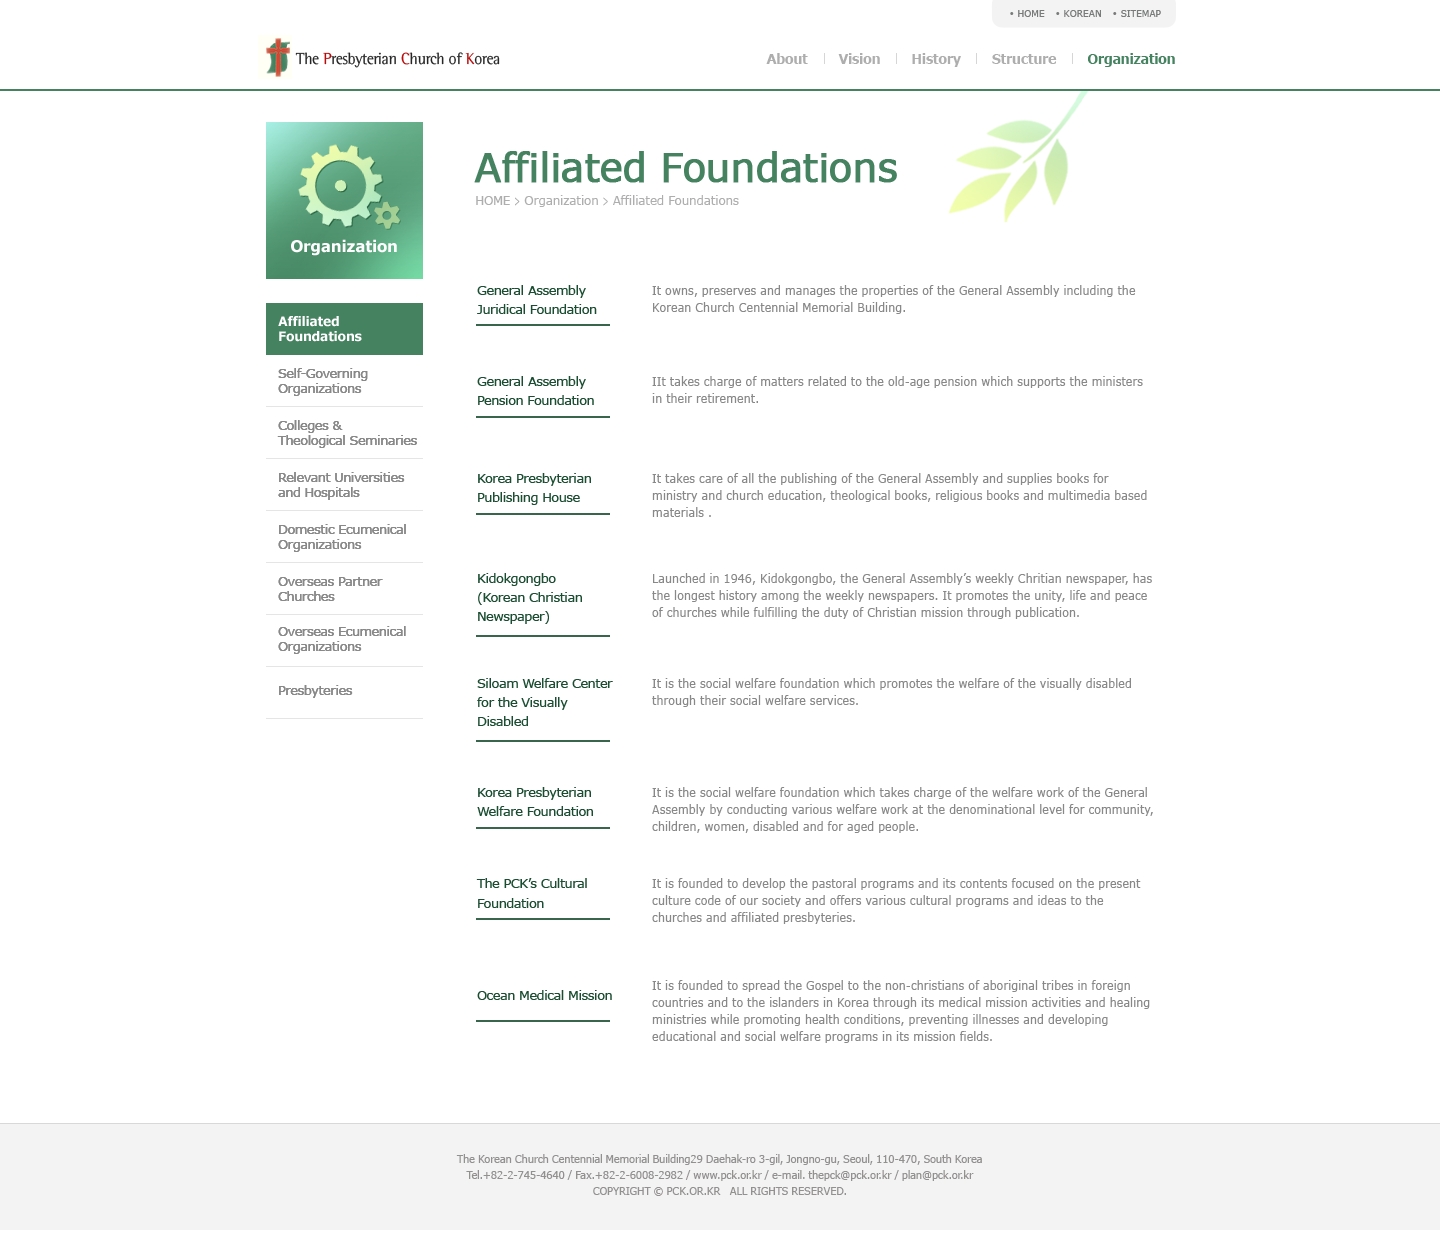 • HOME • KOREAN • SITEMAP
The Presbyterian Church of Korea
About Vision History Structure Organization
Organization
Affiliated Foundations
HOME > Organization > Affiliated Foundations
Affiliated
Foundations
Self-Governing
Organizations
Colleges &
Theological Seminaries
Relevant Universities
and Hospitals
Domestic Ecumenical
Organizations
Overseas Partner
Churches
Overseas Ecumenical
Organizations
Presbyteries
General Assembly
Juridical Foundation
It owns, preserves and manages the properties of the General Assembly including the
Korean Church Centennial Memorial Building.
General Assembly
Pension Foundation
IIt takes charge of matters related to the old-age pension which supports the ministers
in their retirement.
Korea Presbyterian
Publishing House
It takes care of all the publishing of the General Assembly and supplies books for
ministry and church education, theological books, religious books and multimedia based
materials .
Kidokgongbo
(Korean Christian
Newspaper)
Launched in 1946, Kidokgongbo, the General Assembly's weekly Chritian newspaper, has
the longest history among the weekly newspapers. It promotes the unity, life and peace
of churches while fulfilling the duty of Christian mission through publication.
Siloam Welfare Center
for the Visually
Disabled
It is the social welfare foundation which promotes the welfare of the visually disabled
through their social welfare services.
Korea Presbyterian
Welfare Foundation
It is the social welfare foundation which takes charge of the welfare work of the General
Assembly by conducting various welfare work at the denominational level for community,
children, women, disabled and for aged people.
The PCK's Cultural
Foundation
It is founded to develop the pastoral programs and its contents focused on the present
culture code of our society and offers various cultural programs and ideas to the
churches and affiliated presbyteries.
Ocean Medical Mission
It is founded to spread the Gospel to the non-christians of aboriginal tribes in foreign
countries and to the islanders in Korea through its medical mission activities and healing
ministries while promoting health conditions, preventing illnesses and developing
educational and social welfare programs in its mission fields.
The Korean Church Centennial Memorial Building29 Daehak-ro 3-gil, Jongno-gu, Seoul, 110-470, South Korea
Tel.+82-2-745-4640 / Fax.+82-2-6008-2982 / www.pck.or.kr / e-mail. thepck@pck.or.kr / plan@pck.or.kr
COPYRIGHT © PCK.OR.KR ALL RIGHTS RESERVED.